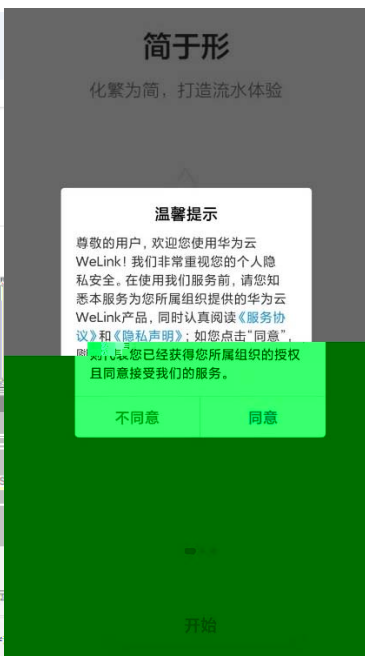 简于形
化繁为简，打造流水体验
温馨提示
尊敬的用户，欢迎您使用华为云
WeLink！我们非常重视您的个人隐
私安全。在使用我们服务前，请您知
悉本服务为您所属组织提供的华为云
WeLink产品，同时认真阅读《服务协
议》和《隐私声明》；如您点击“同意”，
则代表您已经获得您所属组织的授权
且同意接受我们的服务。
不同意
同意
开始